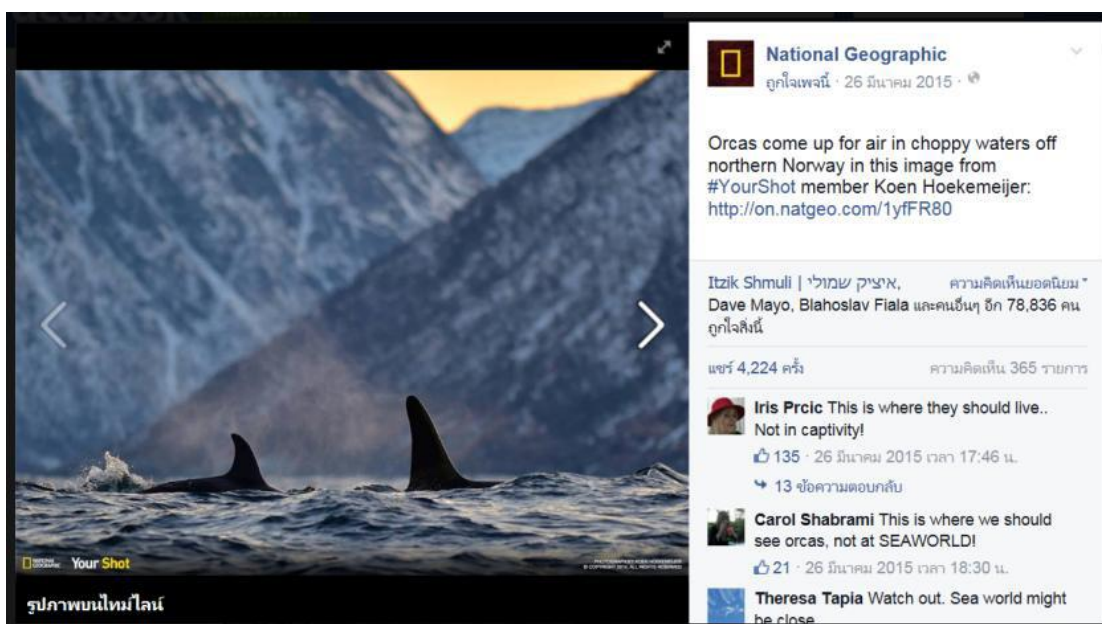 National Geographic
ถูกใจเพจนี้ · 26 มีนาคม 2015 ·
Orcas come up for air in choppy waters off
northern Norway in this image from
#YourShot member Koen Hoekemeijer:
http://on.natgeo.com/1yfFR80
Itzik Shmuli | איציק שמולי, ความคิดเห็นยอดนิยม
Dave Mayo, Blahoslav Fiala และคนอื่นๆ อีก 78,836 คน
ถูกใจสิ่งนี้
แชร์ 4,224 ครั้ง ความคิดเห็น 365 รายการ
Iris Prcic This is where they should live..
Not in captivity!
135 · 26 มีนาคม 2015 เวลา 17:46 น.
13 ข้อความตอบกลับ
Carol Shabrami This is where we should
see orcas, not at SEAWORLD!
21 · 26 มีนาคม 2015 เวลา 18:30 น.
Theresa Tapia Watch out. Sea world might
be close
NATIONAL GEOGRAPHIC Your Shot
รูปภาพบนไทม์ไลน์